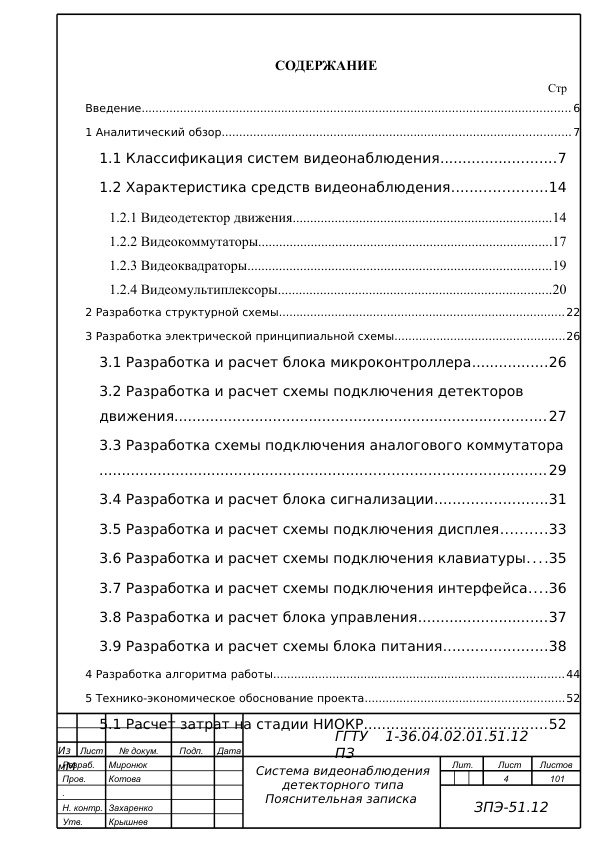 СОДЕРЖАНИЕ
Стр
Введение...6
1 Аналитический обзор...7
1.1 Классификация систем видеонаблюдения...7
1.2 Характеристика средств видеонаблюдения...14
1.2.1 Видеодетектор движения...14
1.2.2 Видеокоммутаторы...17
1.2.3 Видеоквадраторы...19
1.2.4 Видеомультиплексоры...20
2 Разработка структурной схемы...22
3 Разработка электрической принципиальной схемы...26
3.1 Разработка и расчет блока микроконтроллера...26
3.2 Разработка и расчет схемы подключения детекторов
движения...27
3.3 Разработка схемы подключения аналогового коммутатора
...29
3.4 Разработка и расчет блока сигнализации...31
3.5 Разработка и расчет схемы подключения дисплея...33
3.6 Разработка и расчет схемы подключения клавиатуры...35
3.7 Разработка и расчет схемы подключения интерфейса...36
3.8 Разработка и расчет блока управления...37
3.9 Разработка и расчет схемы блока питания...38
4 Разработка алгоритма работы...44
5 Технико-экономическое обоснование проекта...52
5.1 Расчет затрат на стадии НИОКР...52
ГГТУ 1-36.04.02.01.51.12
ПЗ
Из Лист № докум. Подп. Дата
Разраб. Миронюк
Пров. Котова
.
Н. контр. Захаренко
Утв. Крышнев
Система видеонаблюдения
детекторного типа
Пояснительная записка
Лит. Лист Листов
4 101
ЗПЭ-51.12